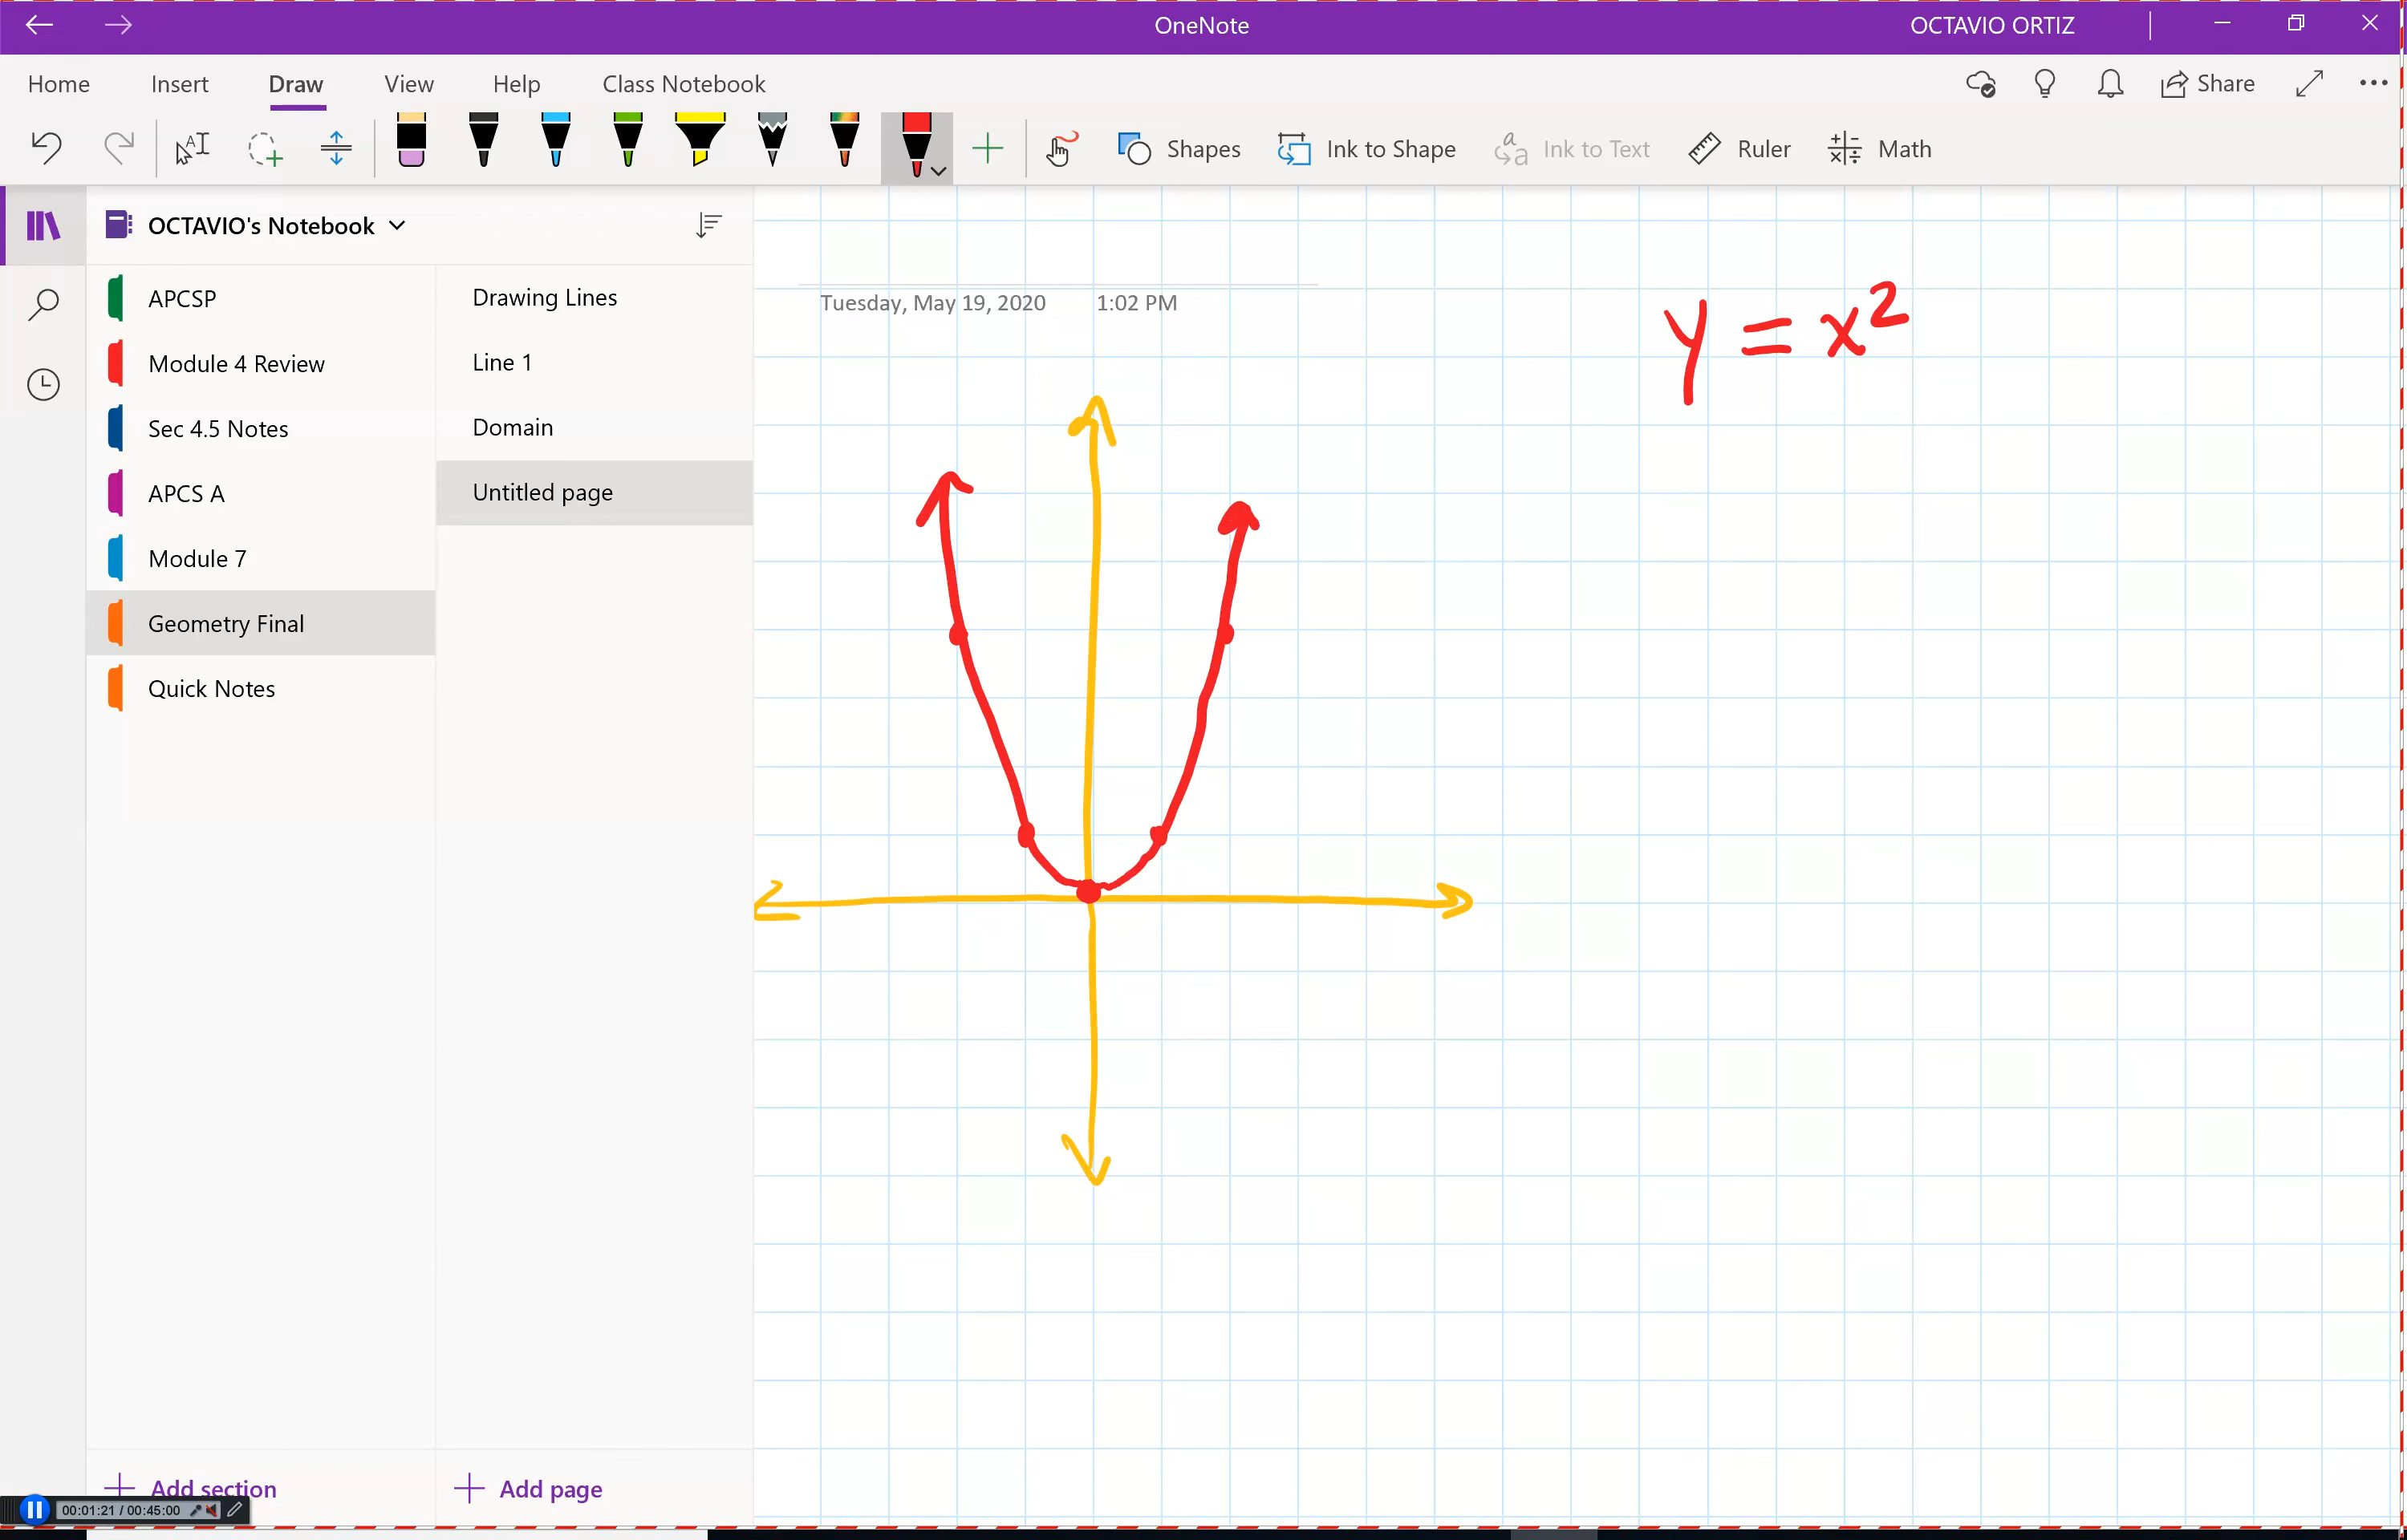 OneNote
OCTAVIO ORTIZ
Home Insert Draw View Help Class Notebook
Share
Shapes Ink to Shape Ink to Text Ruler Math
OCTAVIO's Notebook
APCSP
Module 4 Review
Sec 4.5 Notes
APCS A
Module 7
Geometry Final
Quick Notes
Drawing Lines
Line 1
Domain
Untitled page
Tuesday, May 19, 2020 1:02 PM
y = x²
Add section
Add page
00:01:21 / 00:45:00